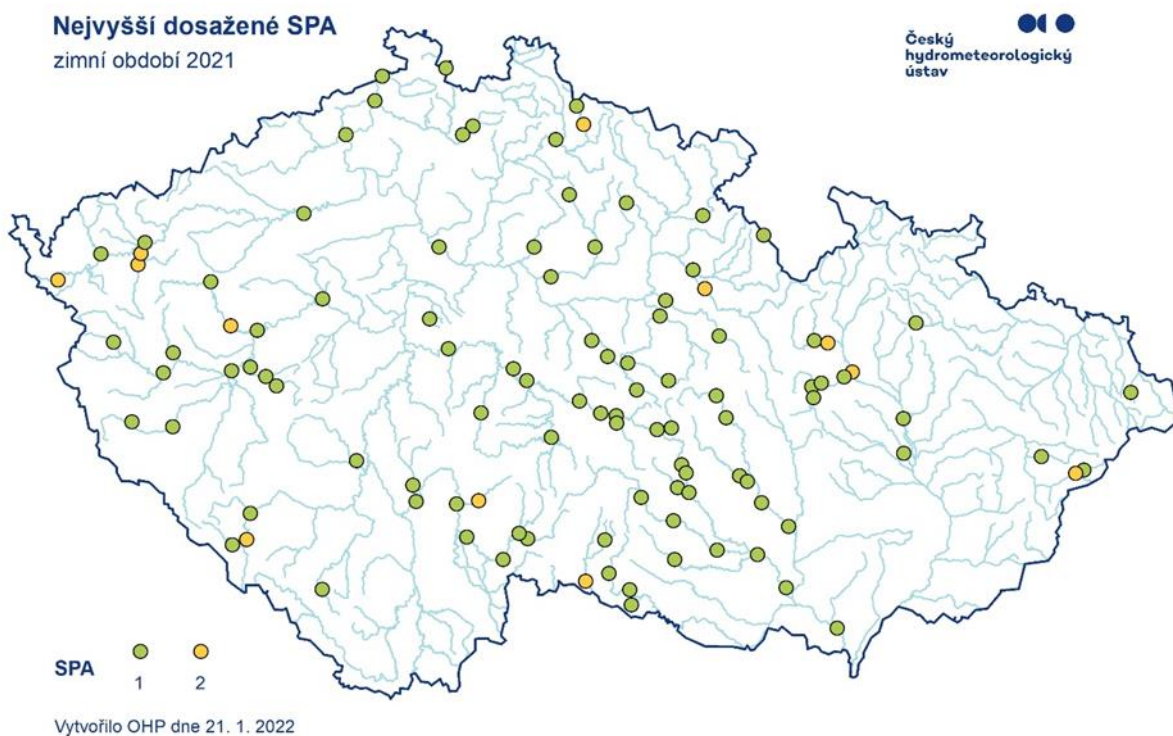 Nejvyšší dosažené SPA
zimní období 2021
Český
hydrometeorologický
ústav
SPA
1
2
Vytvořilo OHP dne 21. 1. 2022